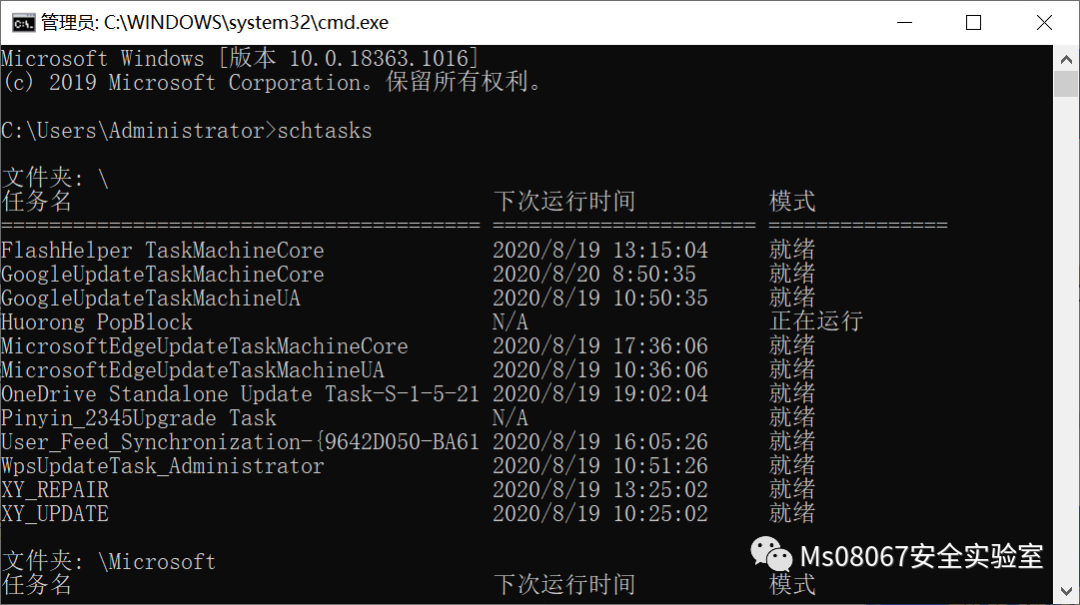 管理员: C:\WINDOWS\system32\cmd.exe
Microsoft Windows [版本 10.0.18363.1016]
(c) 2019 Microsoft Corporation。保留所有权利。
C:\Users\Administrator>schtasks
文件夹: \
任务名 下次运行时间 模式
======================================== ====================== ===============
FlashHelper TaskMachineCore 2020/8/19 13:15:04 就绪
GoogleUpdateTaskMachineCore 2020/8/20 8:50:35 就绪
GoogleUpdateTaskMachineUA 2020/8/19 10:50:35 就绪
Huorong PopBlock N/A 正在运行
MicrosoftEdgeUpdateTaskMachineCore 2020/8/19 17:36:06 就绪
MicrosoftEdgeUpdateTaskMachineUA 2020/8/19 10:36:06 就绪
OneDrive Standalone Update Task-S-1-5-21 2020/8/19 19:02:04 就绪
Pinyin_2345Upgrade Task N/A 就绪
User_Feed_Synchronization-{9642D050-BA61 2020/8/19 16:05:26 就绪
WpsUpdateTask_Administrator 2020/8/19 10:51:26 就绪
XY_REPAIR 2020/8/19 13:25:02 就绪
XY_UPDATE 2020/8/19 10:25:02 就绪
文件夹: \Microsoft
任务名 下次运行时间 模式
Ms08067安全实验室